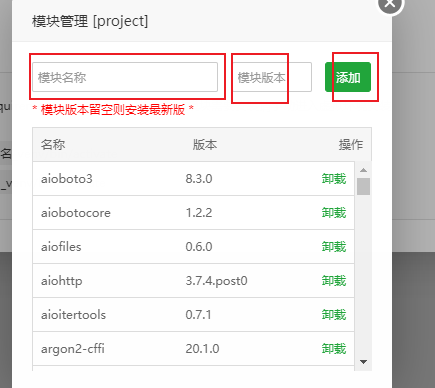 模块管理 [project]
模块名称 模块版本 添加
* 模块版本留空则安装最新版 *
名称 版本 操作
aioboto3 8.3.0 卸载
aiobotocore 1.2.2 卸载
aiofiles 0.6.0 卸载
aiohttp 3.7.4.post0 卸载
aioitertools 0.7.1 卸载
argon2-cffi 20.1.0 卸载
qu
名
_v